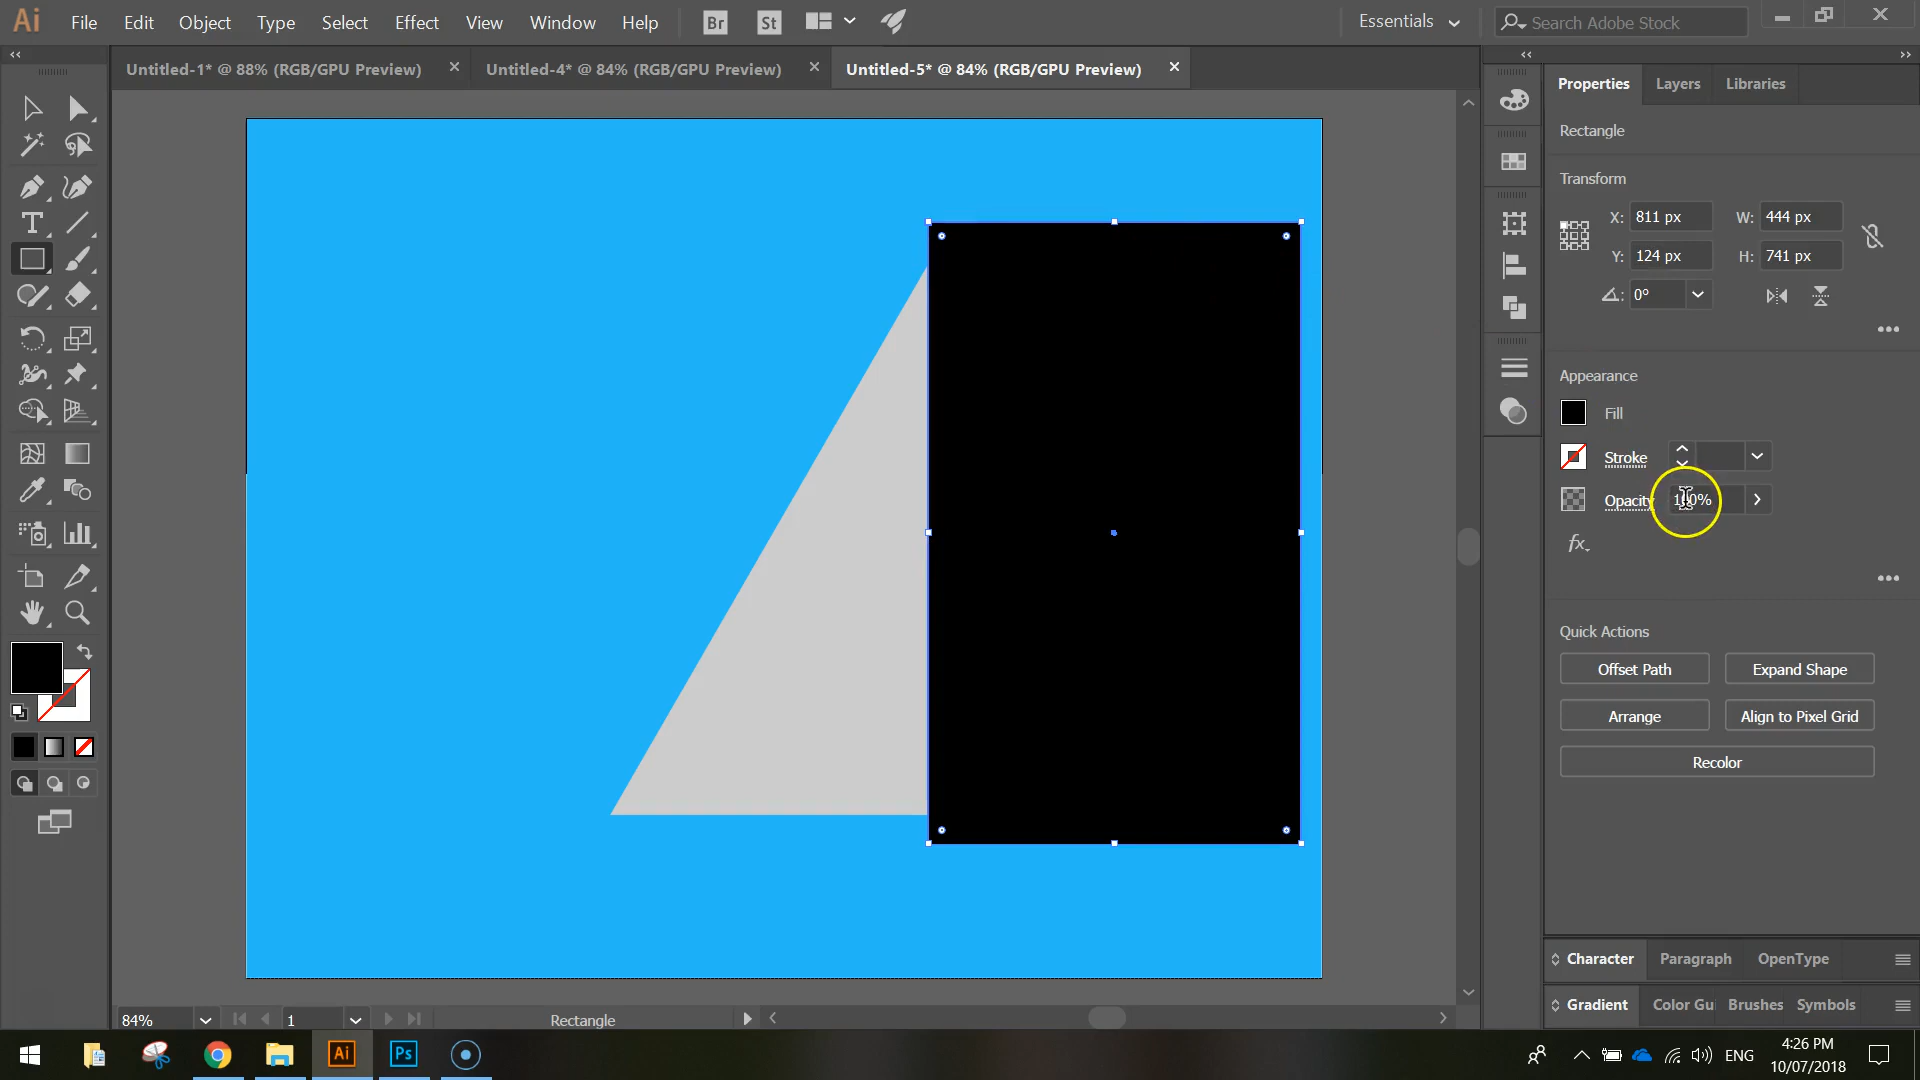 Ai File Edit Object Type Select Effect View Window Help Br St Essentials Search Adobe Stock
Untitled-1* @ 88% (RGB/GPU Preview) Untitled-4* @ 84% (RGB/GPU Preview) Untitled-5* @ 84% (RGB/GPU Preview)
Properties Layers Libraries
Rectangle
Transform
X: 811 px W: 444 px
Y: 124 px H: 741 px
0°
Appearance
Fill
Stroke
Opacity 100%
fx
Quick Actions
Offset Path Expand Shape
Arrange Align to Pixel Grid
Recolor
Character Paragraph OpenType
Gradient Color Gui Brushes Symbols
84% 1 Rectangle
Ai Ps ENG 4:26 PM
10/07/2018